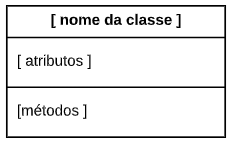 [ nome da classe ]
[ atributos ]
[métodos ]